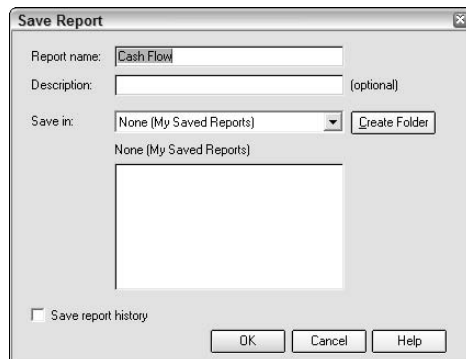 Save Report
Report name: Cash Flow
Description: (optional)
Save in: None (My Saved Reports) Create Folder
None (My Saved Reports)
Save report history
OK Cancel Help